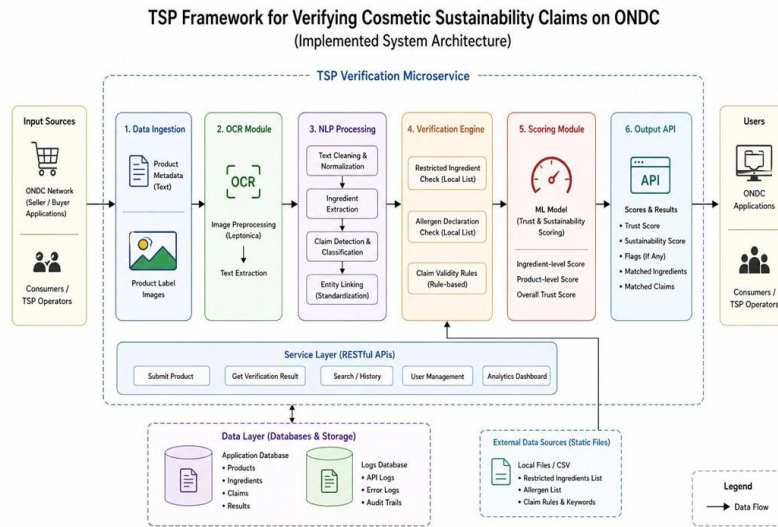 TSP Framework for Verifying Cosmetic Sustainability Claims on ONDC
(Implemented System Architecture)
TSP Verification Microservice
Input Sources
ONDC Network
(Seller / Buyer
Applications)
Consumers /
TSP Operators
1. Data Ingestion
Product
Metadata
(Text)
Product Label
Images
2. OCR Module
OCR
Image Preprocessing
(Leptonica)
Text Extraction
3. NLP Processing
Text Cleaning &
Normalization
Ingredient
Extraction
Claim Detection &
Classification
Entity Linking
(Standardization)
4. Verification Engine
Restricted Ingredient
Check (Local List)
Allergen Declaration
Check (Local List)
Claim Validity Rules
(Rule-based)
5. Scoring Module
ML Model
(Trust & Sustainability
Scoring)
Ingredient-level Score
Product-level Score
Overall Trust Score
6. Output API
API
Scores & Results
• Trust Score
• Sustainability Score
• Flags (If Any)
• Matched Ingredients
• Matched Claims
Users
ONDC
Applications
Consumers /
TSP Operators
Service Layer (RESTful APIs)
Submit Product
Get Verification Result
Search / History
User Management
Analytics Dashboard
Data Layer (Databases & Storage)
Application Database
• Products
• Ingredients
• Claims
• Results
Logs Database
• API Logs
• Error Logs
• Audit Trails
External Data Sources (Static Files)
Local Files / CSV
• Restricted Ingredients List
• Allergen List
• Claim Rules & Keywords
Legend
Data Flow